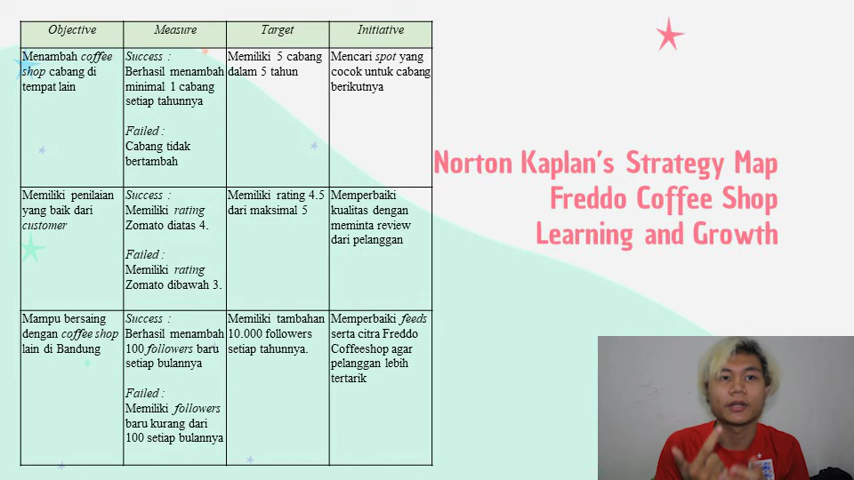 Objective
Measure
Target
Initiative
Menambah coffee
shop cabang di
tempat lain
Success :
Berhasil menambah
minimal 1 cabang
setiap tahunnya
Failed :
Cabang tidak
bertambah
Memiliki 5 cabang
dalam 5 tahun
Mencari spot yang
cocok untuk cabang
berikutnya
Memiliki penilaian
yang baik dari
customer
Success :
Memiliki rating
Zomato diatas 4.
Failed :
Memiliki rating
Zomato dibawah 3.
Memiliki rating 4.5
dari maksimal 5
Memperbaiki
kualitas dengan
meminta review
dari pelanggan
Mampu bersaing
dengan coffee shop
lain di Bandung
Success :
Berhasil menambah
100 followers baru
setiap bulannya
Failed :
Memiliki followers
baru kurang dari
100 setiap bulannya
Memiliki tambahan
10.000 followers
setiap tahunnya.
Memperbaiki feeds
serta citra Freddo
Coffeeshop agar
pelanggan lebih
tertarik
Norton Kaplan's Strategy Map
Freddo Coffee Shop
Learning and Growth